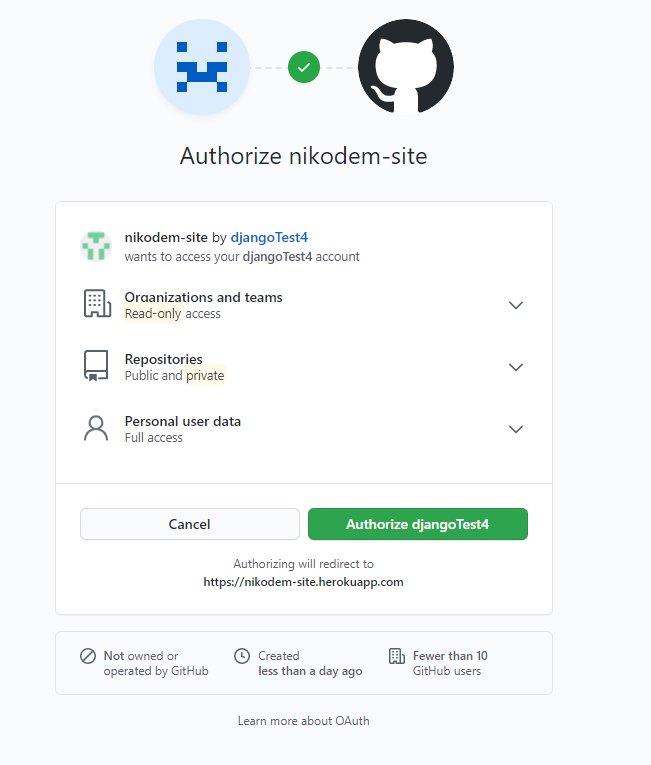 Authorize nikodem-site
nikodem-site by djangoTest4
wants to access your djangoTest4 account
Organizations and teams
Read-only access
Repositories
Public and private
Personal user data
Full access
Cancel
Authorize djangoTest4
Authorizing will redirect to
https://nikodem-site.herokuapp.com
Not owned or
operated by GitHub
Created
less than a day ago
Fewer than 10
GitHub users
Learn more about OAuth